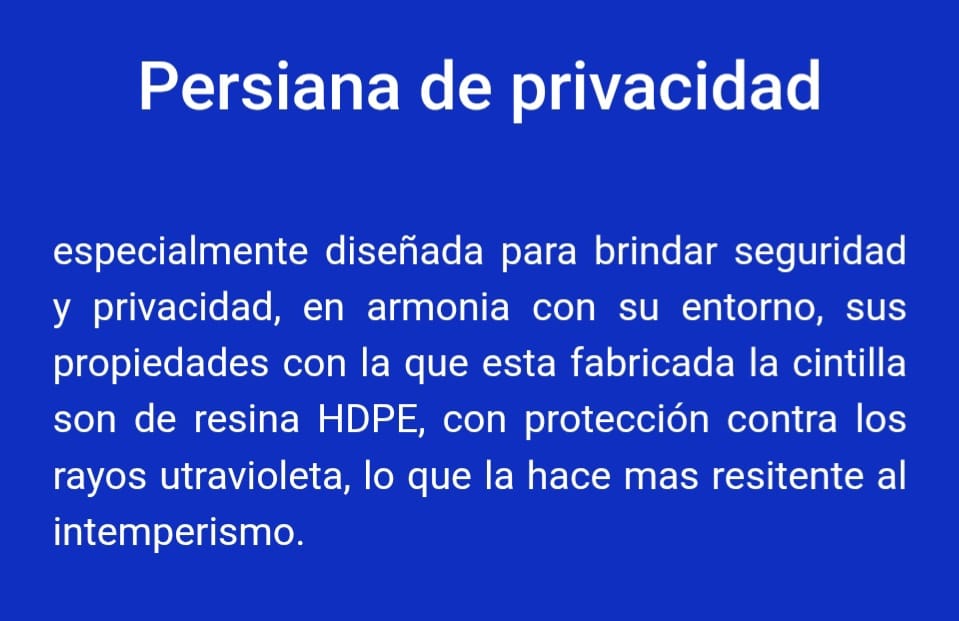 Persiana de privacidad
especialmente diseñada para brindar seguridad
y privacidad, en armonia con su entorno, sus
propiedades con la que esta fabricada la cintilla
son de resina HDPE, con protección contra los
rayos utravioleta, lo que la hace mas resitente al
intemperismo.